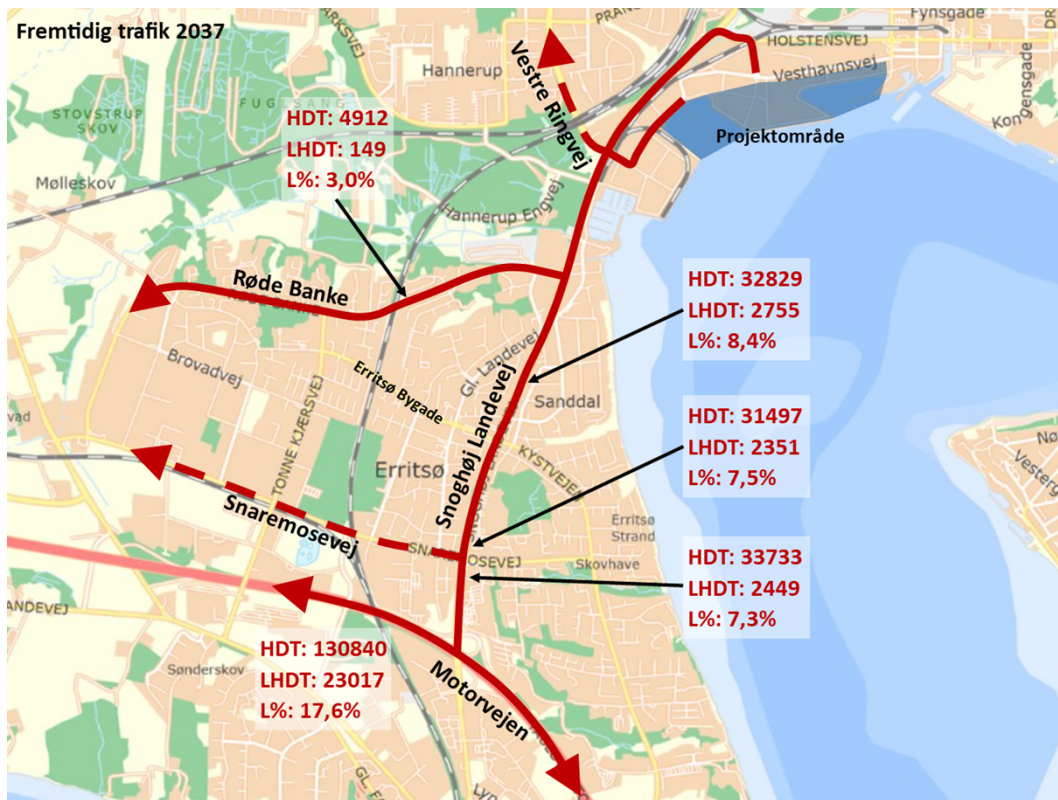 Fremtidig trafik 2037
Fynsgade
HOLSTENSVEJ
Vesthavnsvej
Hannerup
Vestre Ringvej
STOVSTRUP
SKOV
FUGLSANG
HDT: 4912
LHDT: 149
L%: 3,0%
Projektområde
Kon
gensgade
Mølleskov
Hannerup Engvej
Røde Banke
HDT: 32829
LHDT: 2755
L%: 8,4%
Brovadvej
Gl. Landevej
Erritsø Bygade
Sanddal
Snoghøj Landevej
HDT: 31497
LHDT: 2351
L%: 7,5%
KYSTVEJEN
TONNE KJÆRSVEJ
Erritsø
Snaremosevej
Erritsø
Strand
Skovhave
HDT: 33733
LHDT: 2449
L%: 7,3%
ANDEVEJ
Sønderskov
HDT: 130840
LHDT: 23017
L%: 17,6%
Motorvejen